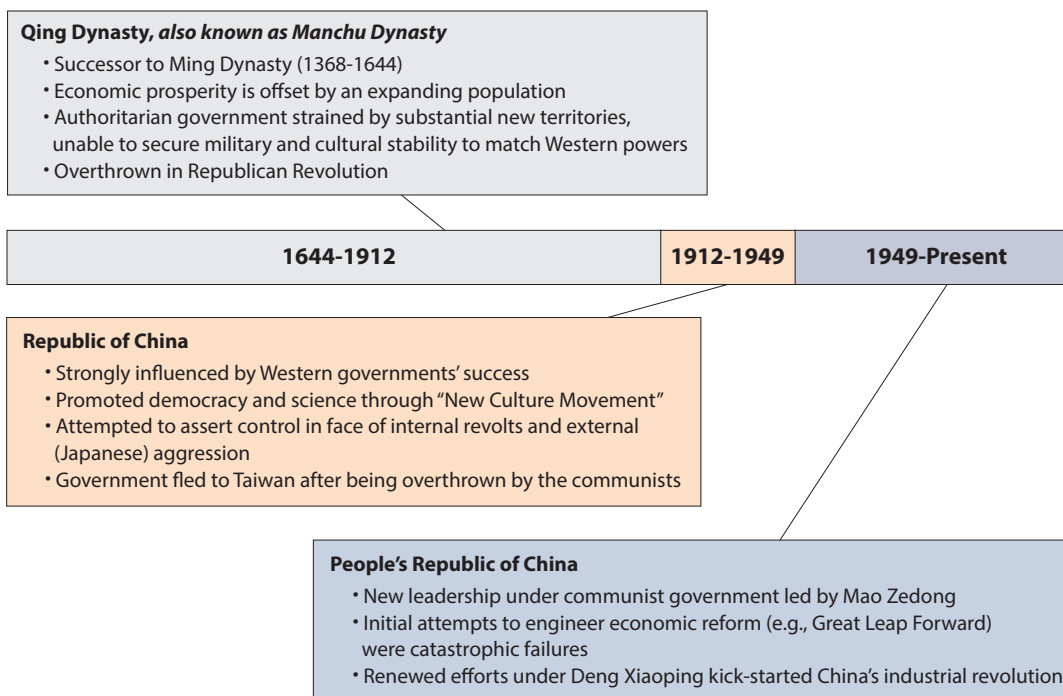 Qing Dynasty, also known as Manchu Dynasty
• Successor to Ming Dynasty (1368-1644)
• Economic prosperity is offset by an expanding population
• Authoritarian government strained by substantial new territories,
unable to secure military and cultural stability to match Western powers
• Overthrown in Republican Revolution
1644-1912
1912-1949
1949-Present
Republic of China
• Strongly influenced by Western governments’ success
• Promoted democracy and science through “New Culture Movement”
• Attempted to assert control in face of internal revolts and external
(Japanese) aggression
• Government fled to Taiwan after being overthrown by the communists
People’s Republic of China
• New leadership under communist government led by Mao Zedong
• Initial attempts to engineer economic reform (e.g., Great Leap Forward)
were catastrophic failures
• Renewed efforts under Deng Xiaoping kick-started China’s industrial revolution